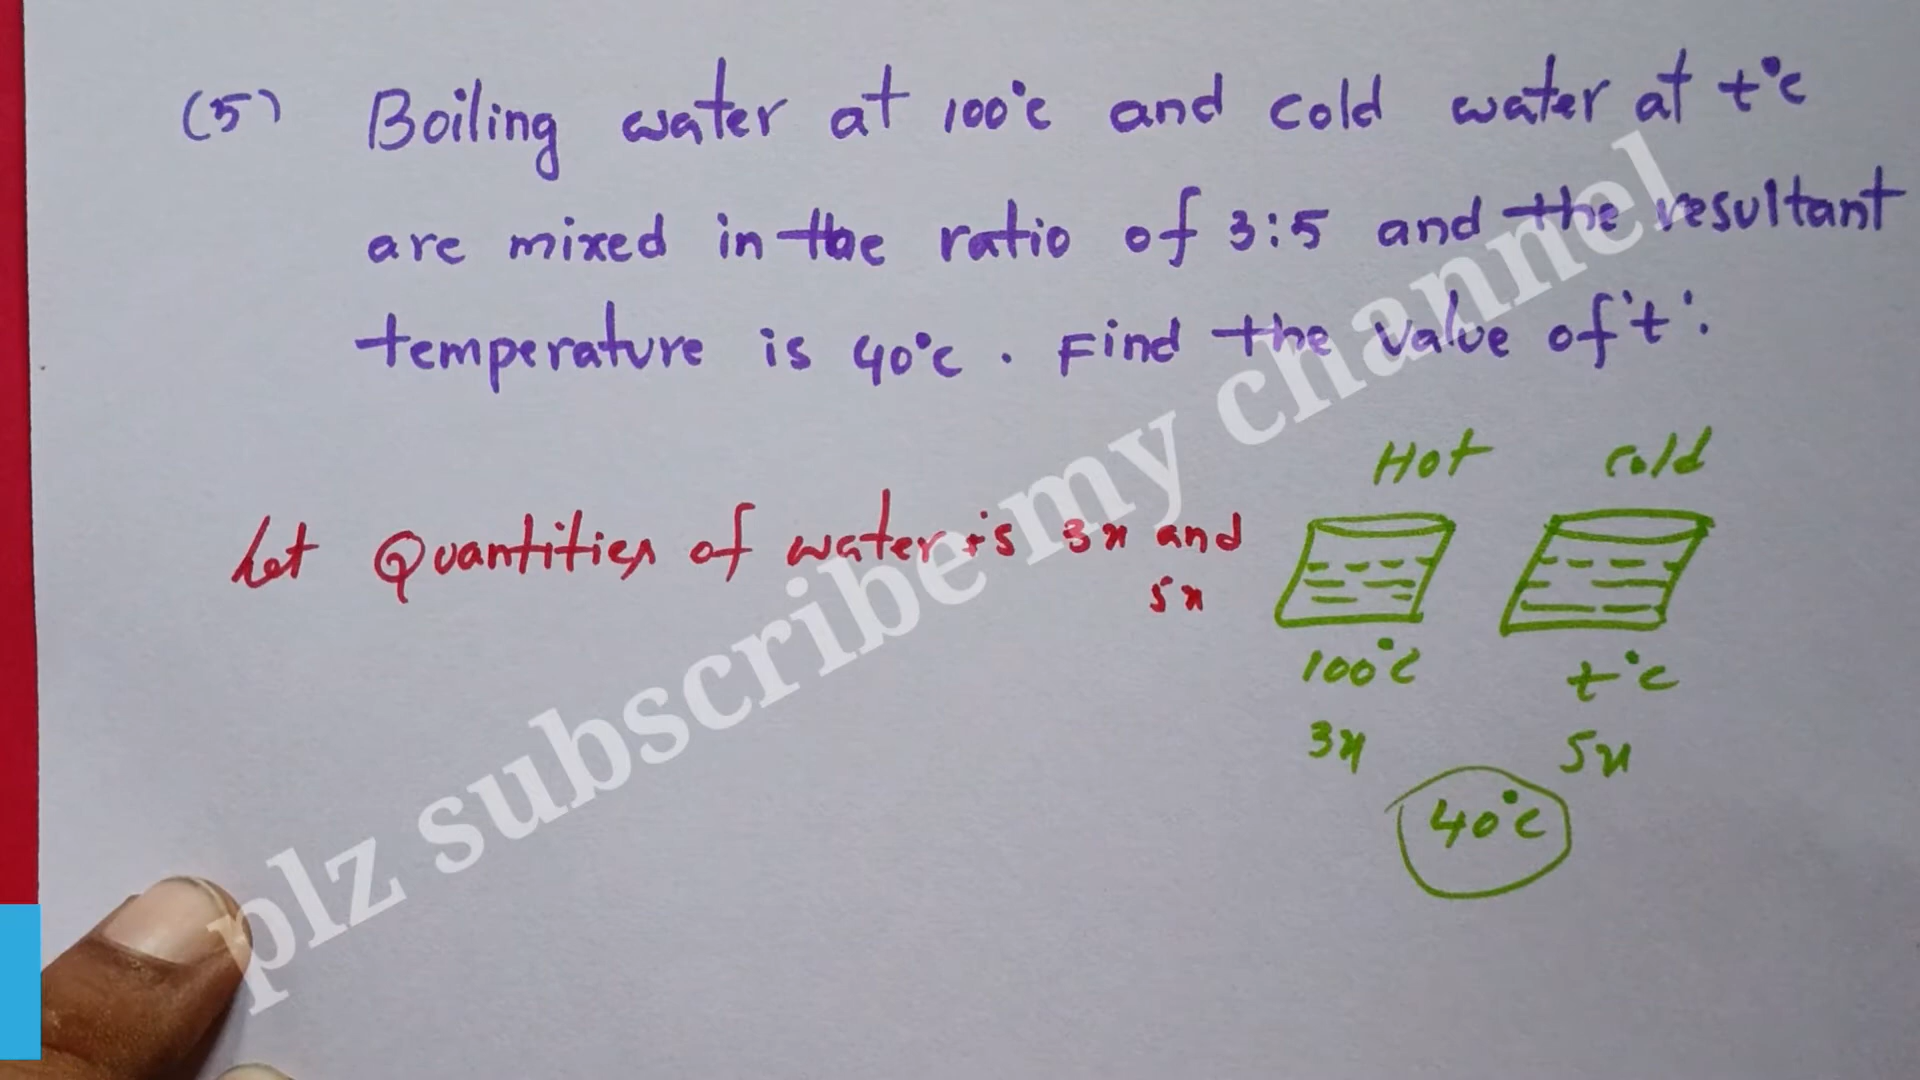 (5) Boiling water at 100°c and cold water at t°c
are mixed in the ratio of 3:5 and the resultant
temperature is 40°c. Find the value of 't'.
Hot cold
Let Quantities of water is 3x and
5x
100°c t°c
3x 5x
40°c
plz subscribe my channel